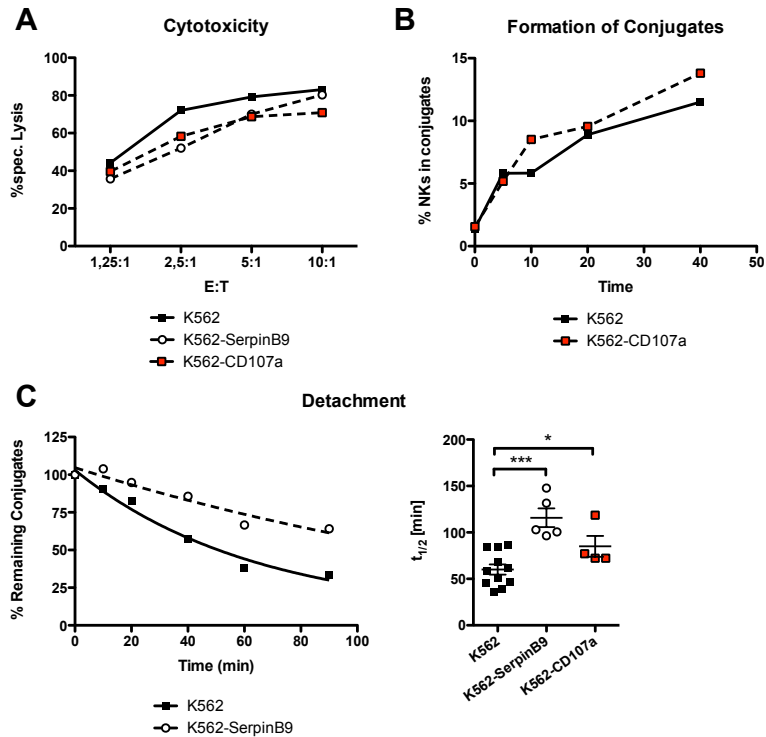 A
Cytotoxicity
%spec. Lysis
100
80
60
40
20
0
1,25:1
2,5:1
5:1
10:1
E:T
K562
K562-SerpinB9
K562-CD107a
B
Formation of Conjugates
% NKs in conjugates
15
10
5
0
0
10
20
30
40
50
Time
K562
K562-CD107a
C
Detachment
% Remaining Conjugates
125
100
75
50
25
0
0
20
40
60
80
100
Time (min)
K562
K562-SerpinB9
t1/2 [min]
200
150
100
50
0
***
*
K562
K562-SerpinB9
K562-CD107a